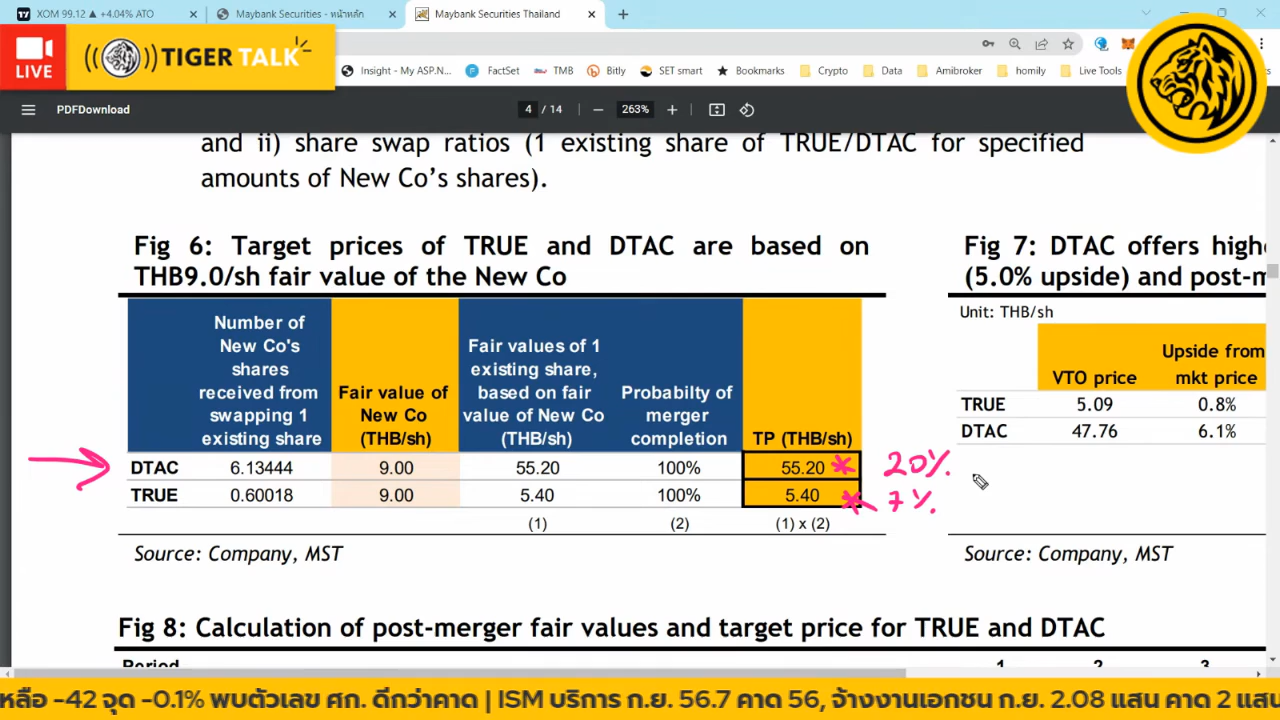 XOM 99.12 ▲ +4.04% ATO
Maybank Securities - หน้าหลัก
Maybank Securities Thailand
LIVE
TIGER TALK
Insight - My ASP.N...
FactSet
TMB
Bitly
SET smart
Bookmarks
Crypto
Data
Amibroker
homily
Live Tools
PDFDownload
4 / 14
263%
and ii) share swap ratios (1 existing share of TRUE/DTAC for specified
amounts of New Co's shares).
Fig 6: Target prices of TRUE and DTAC are based on
THB9.0/sh fair value of the New Co
Number of New Co's shares received from swapping 1 existing share
Fair value of New Co (THB/sh)
Fair values of 1 existing share, based on fair value of New Co (THB/sh)
Probabilty of merger completion
TP (THB/sh)
DTAC 6.13444 9.00 55.20 100% 55.20 20%
TRUE 0.60018 9.00 5.40 100% 5.40 7%
(1) (2) (1) x (2)
Source: Company, MST
Fig 7: DTAC offers highe
(5.0% upside) and post-m
Unit: THB/sh
VTO price
Upside from mkt price
TRUE 5.09 0.8%
DTAC 47.76 6.1%
Source: Company, MST
Fig 8: Calculation of post-merger fair values and target price for TRUE and DTAC
Period 1 2 3
หลือ -42 จุด -0.1% พบตัวเลข ศก. ดีกว่าคาด | ISM บริการ ก.ย. 56.7 คาด 56, จ้างงานเอกชน ก.ย. 2.08 แสน คาด 2 แสน